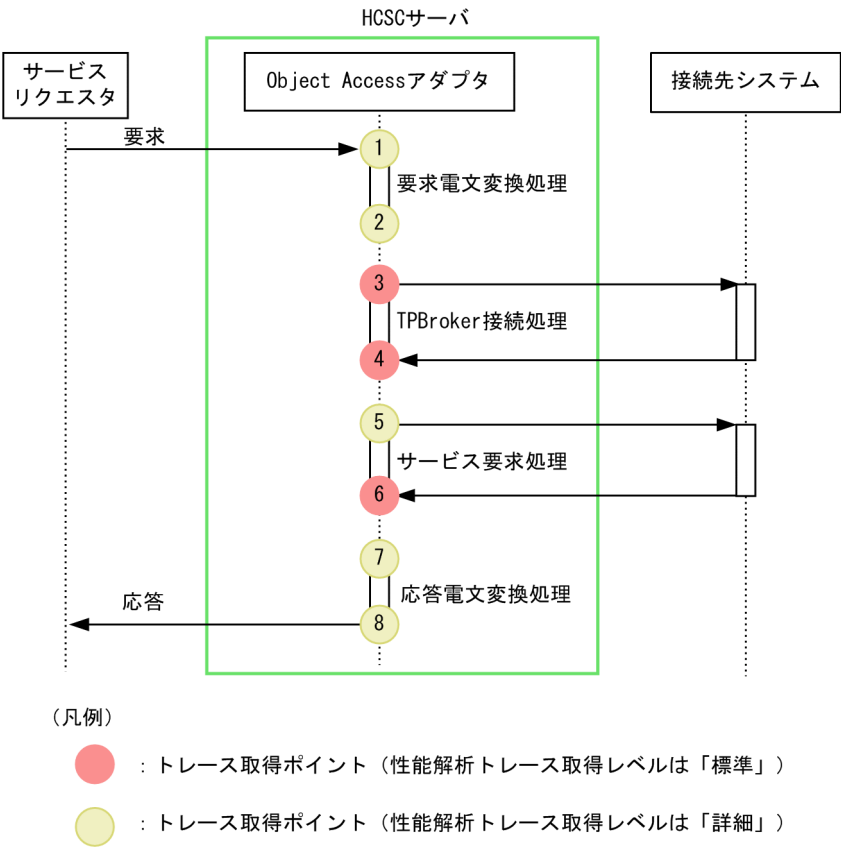 HCSCサーバ
サービス
リクエスタ
Object Accessアダプタ
接続先システム
要求
1
要求電文変換処理
2
3
TPBroker接続処理
4
5
サービス要求処理
6
7
応答電文変換処理
応答
8
（凡例）
：トレース取得ポイント（性能解析トレース取得レベルは「標準」）
：トレース取得ポイント（性能解析トレース取得レベルは「詳細」）